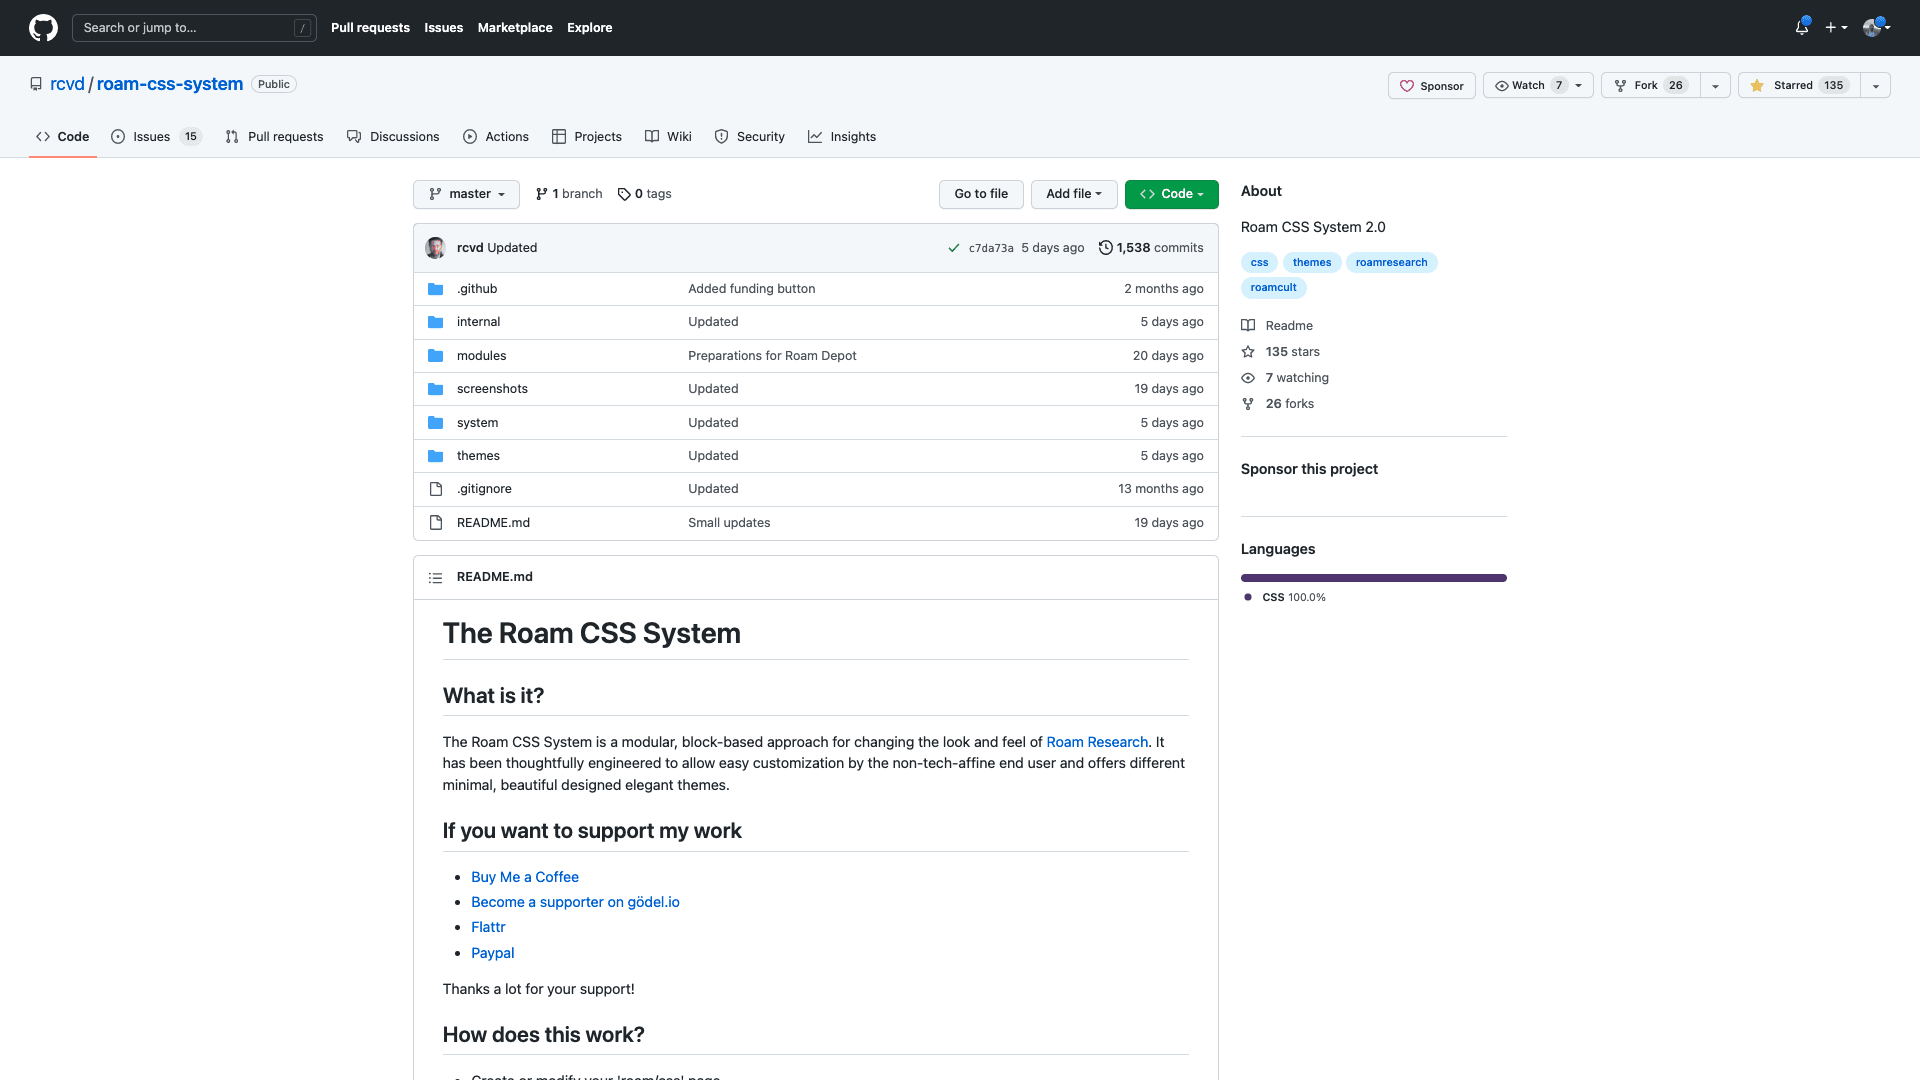 Search or jump to... /
Pull requests Issues Marketplace Explore
rcvd / roam-css-system Public
Sponsor Watch 7 Fork 26 Starred 135
Code Issues 15 Pull requests Discussions Actions Projects Wiki Security Insights
master 1 branch 0 tags Go to file Add file Code
rcvd Updated c7da73a 5 days ago 1,538 commits
.github Added funding button 2 months ago
internal Updated 5 days ago
modules Preparations for Roam Depot 20 days ago
screenshots Updated 19 days ago
system Updated 5 days ago
themes Updated 5 days ago
.gitignore Updated 13 months ago
README.md Small updates 19 days ago
README.md
The Roam CSS System
What is it?
The Roam CSS System is a modular, block-based approach for changing the look and feel of Roam Research. It
has been thoughtfully engineered to allow easy customization by the non-tech-affine end user and offers different
minimal, beautiful designed elegant themes.
If you want to support my work
Buy Me a Coffee
Become a supporter on gödel.io
Flattr
Paypal
Thanks a lot for your support!
How does this work?
Create or modify your 'roam/css' page
About
Roam CSS System 2.0
css themes roamresearch
roamcult
Readme
135 stars
7 watching
26 forks
Sponsor this project
Languages
CSS 100.0%